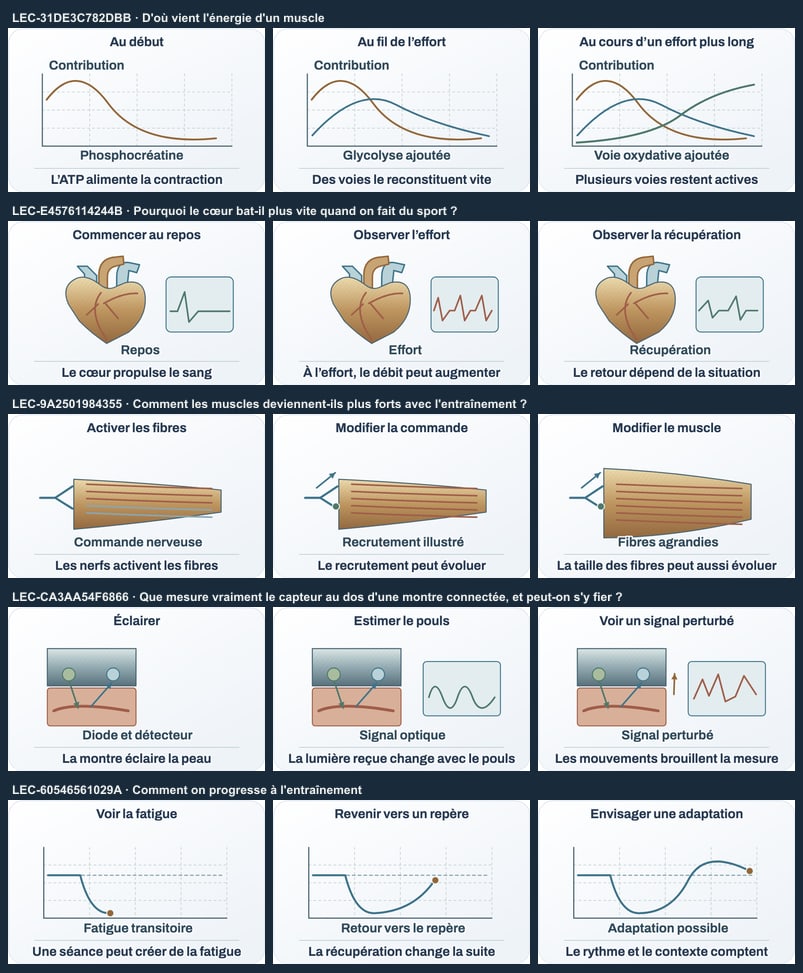 LEC-31DE3C782DBB · D'où vient l'énergie d'un muscle
Au début
Au fil de l’effort
Au cours d’un effort plus long
Contribution
Contribution
Contribution
Phosphocréatine
Glycolyse ajoutée
Voie oxydative ajoutée
L’ATP alimente la contraction
Des voies le reconstituent vite
Plusieurs voies restent actives
LEC-E4576114244B · Pourquoi le cœur bat-il plus vite quand on fait du sport ?
Commencer au repos
Observer l’effort
Observer la récupération
Repos
Effort
Récupération
Le cœur propulse le sang
À l’effort, le débit peut augmenter
Le retour dépend de la situation
LEC-9A2501984355 · Comment les muscles deviennent-ils plus forts avec l'entraînement ?
Activer les fibres
Modifier la commande
Modifier le muscle
Commande nerveuse
Recrutement illustré
Fibres agrandies
Les nerfs activent les fibres
Le recrutement peut évoluer
La taille des fibres peut aussi évoluer
LEC-CA3AA54F6866 · Que mesure vraiment le capteur au dos d'une montre connectée, et peut-on s'y fier ?
Éclairer
Estimer le pouls
Voir un signal perturbé
Diode et détecteur
Signal optique
Signal perturbé
La montre éclaire la peau
La lumière reçue change avec le pouls
Les mouvements brouillent la mesure
LEC-60546561029A · Comment on progresse à l'entraînement
Voir la fatigue
Revenir vers un repère
Envisager une adaptation
Fatigue transitoire
Retour vers le repère
Adaptation possible
Une séance peut créer de la fatigue
La récupération change la suite
Le rythme et le contexte comptent